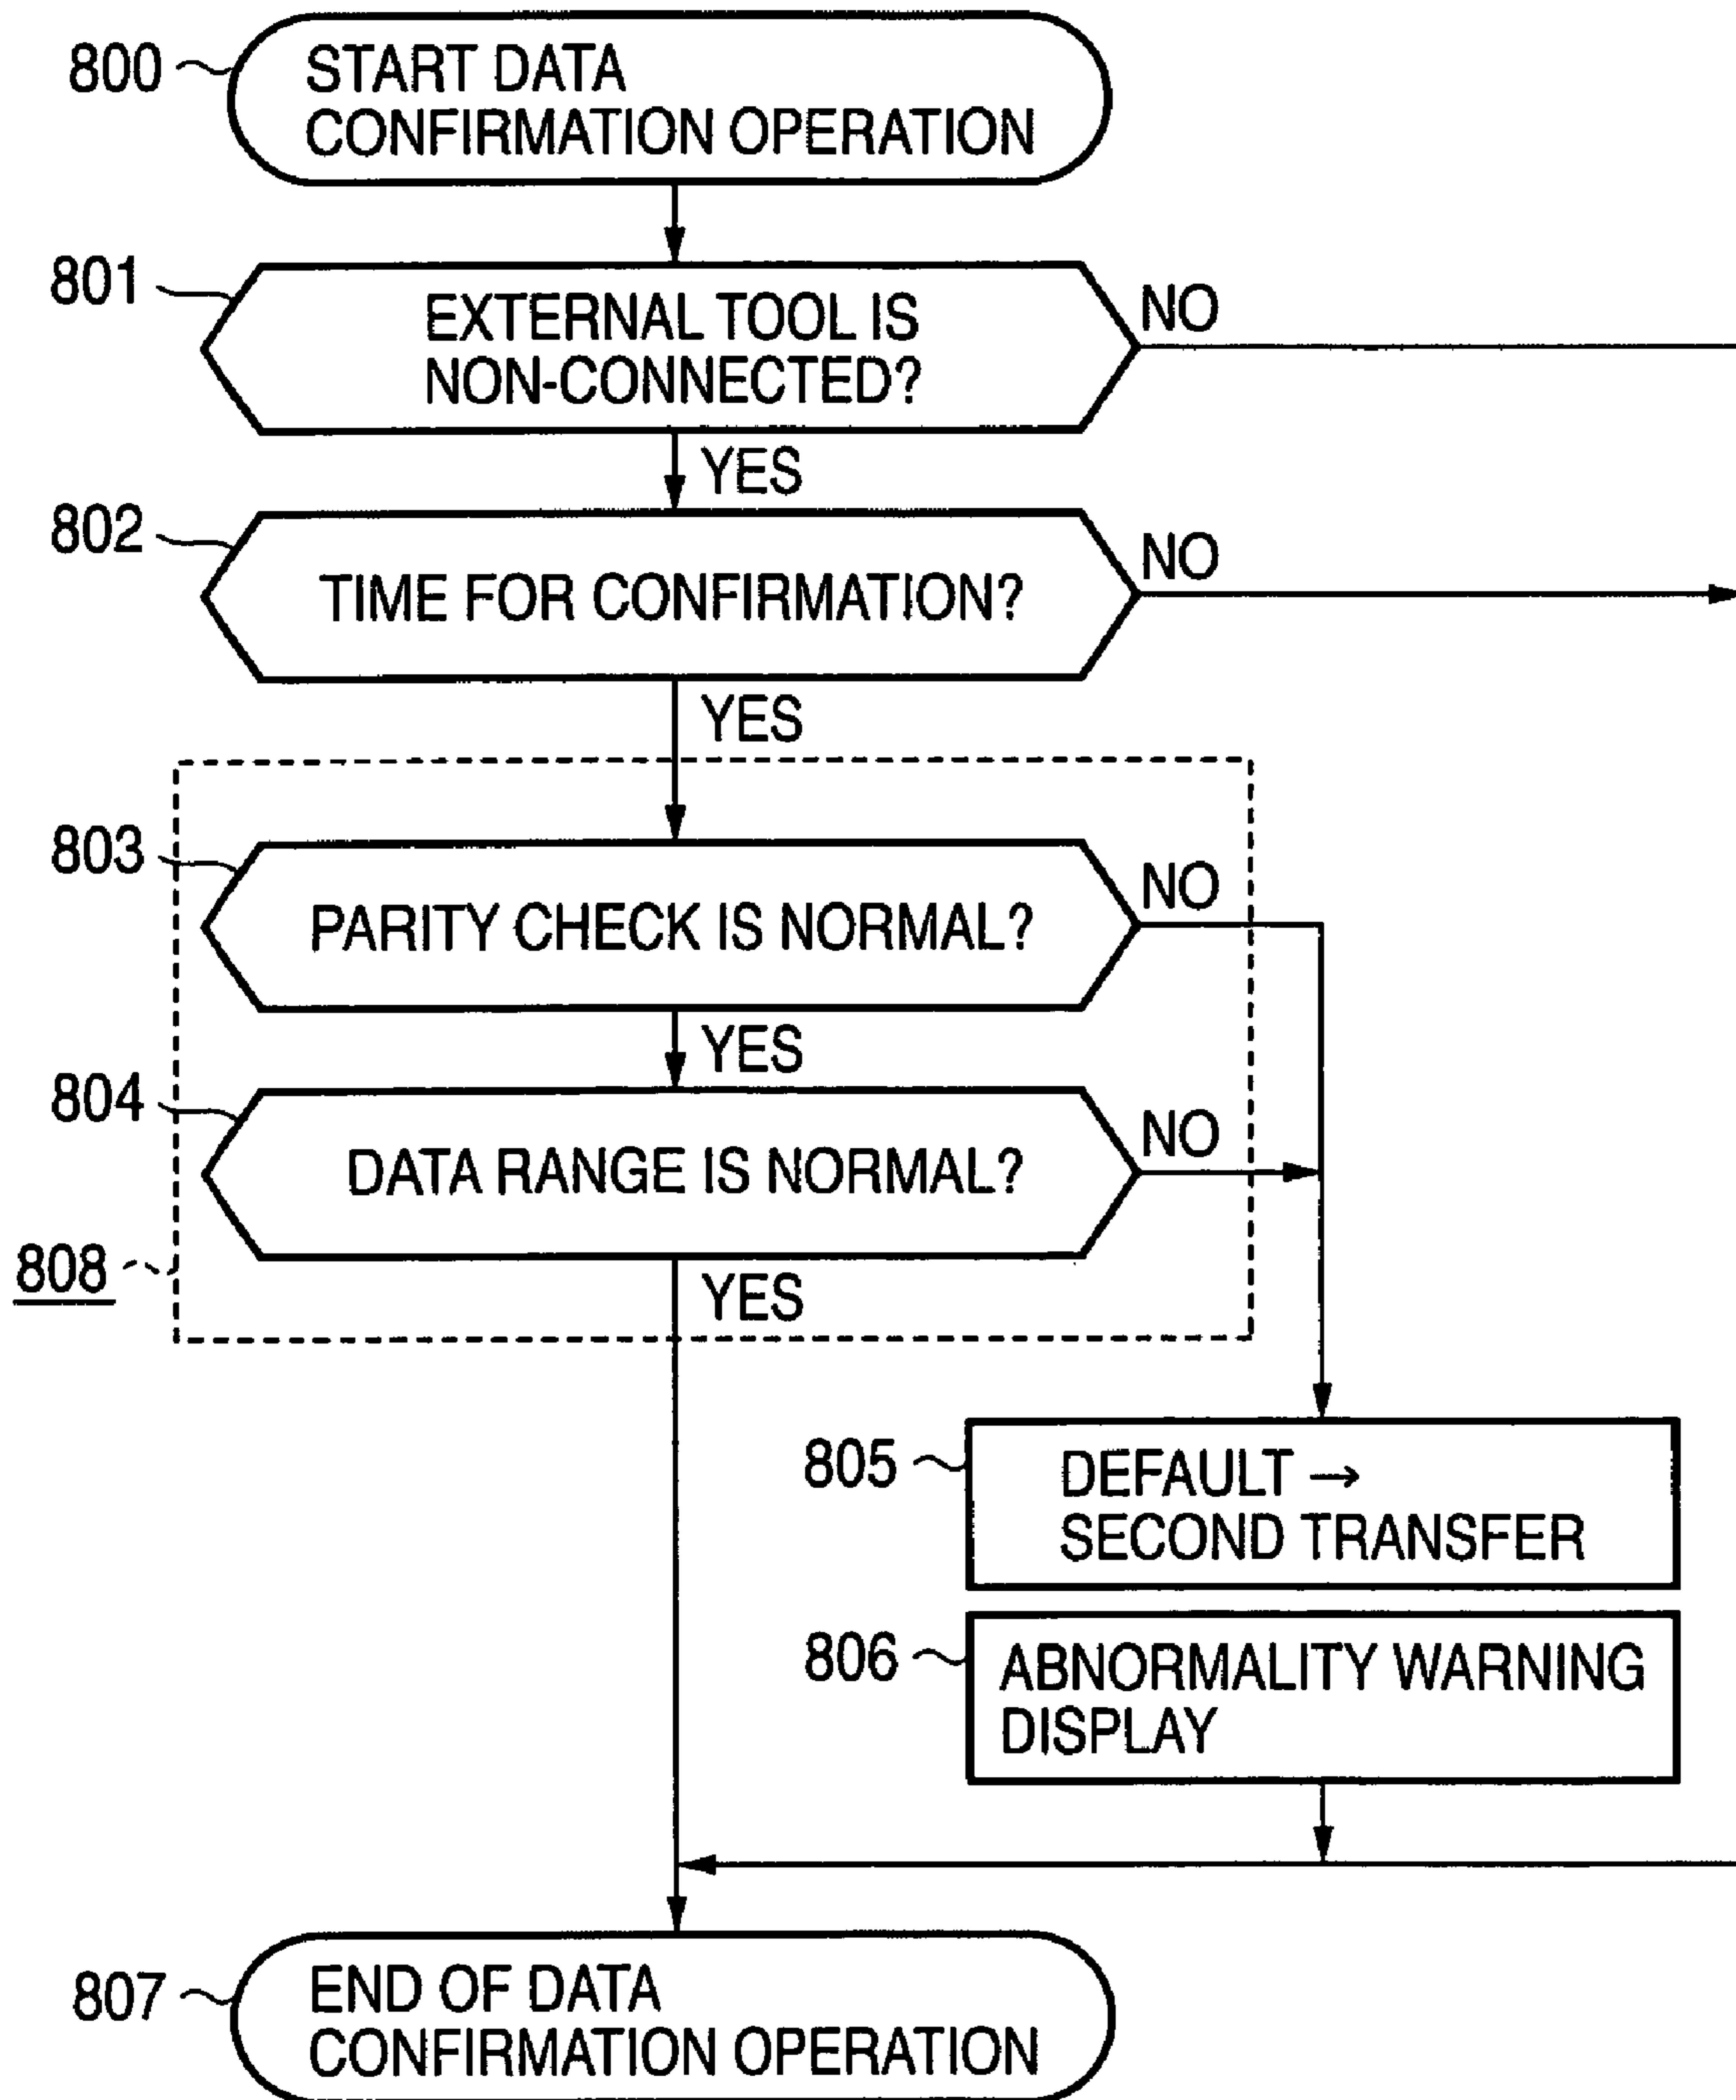 800
START DATA
CONFIRMATION OPERATION
801
EXTERNAL TOOL IS
NON-CONNECTED?
NO
YES
802
TIME FOR CONFIRMATION?
NO
YES
803
PARITY CHECK IS NORMAL?
NO
YES
804
DATA RANGE IS NORMAL?
NO
808
YES
805
DEFAULT →
SECOND TRANSFER
806
ABNORMALITY WARNING
DISPLAY
807
END OF DATA
CONFIRMATION OPERATION